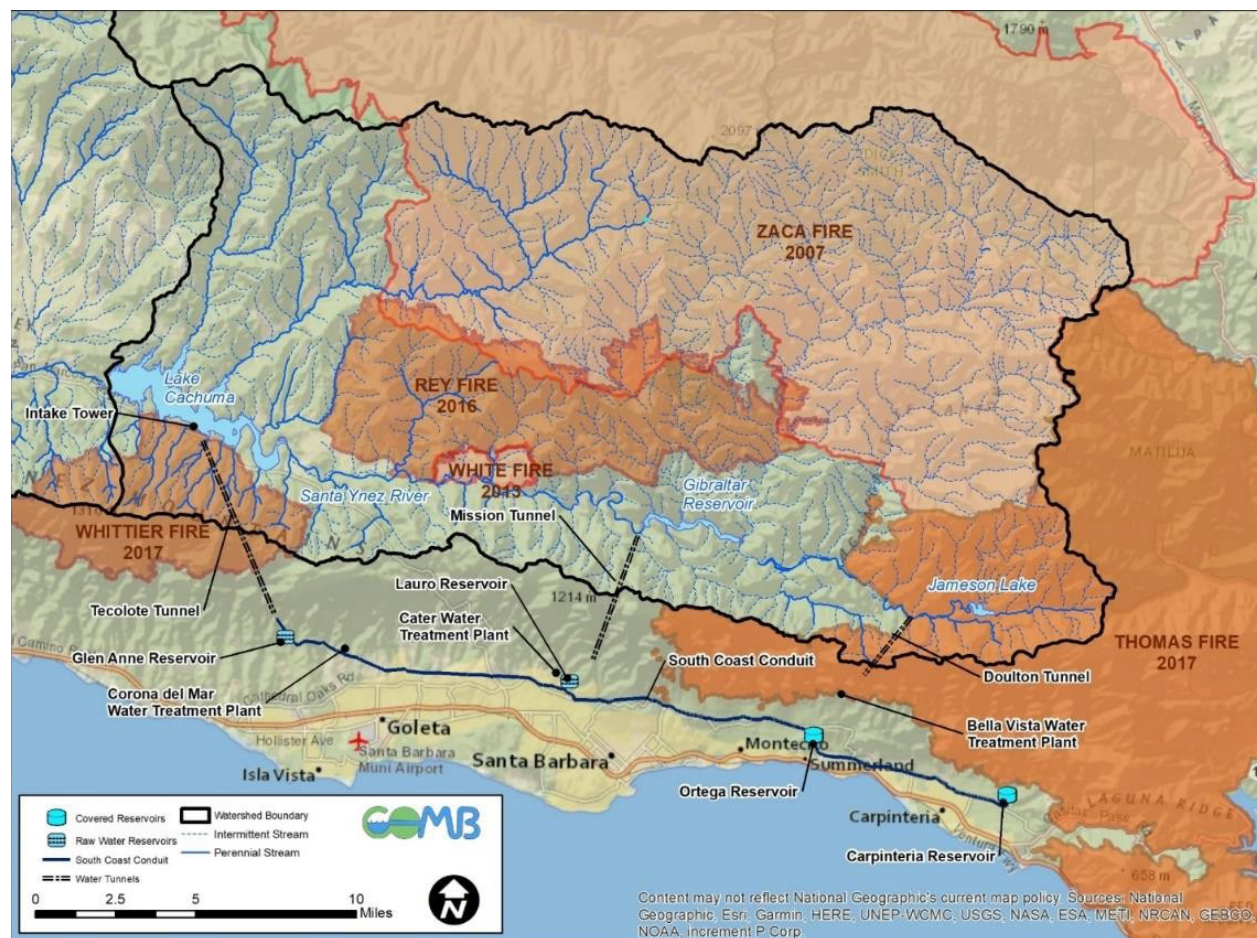 1790 m
2097
DICK
SMITH
ZACA FIRE
2007
Lake
Cachuma
Intake Tower
REY FIRE
2016
WHITE FIRE
2013
Santa Ynez River
Gibraltar
Reservoir
Mission Tunnel
MATILIJA
WHITTIER FIRE
2017
Lauro Reservoir
1214 m
Jameson Lake
Tecolote Tunnel
Cater Water
Treatment Plant
THOMAS FIRE
2017
Glen Anne Reservoir
South Coast Conduit
Doulton Tunnel
Cathedral Oaks Rd
Corona del Mar
Water Treatment Plant
Bella Vista Water
Treatment Plant
Goleta
Hollister Ave
Santa Barbara
Muni Airport
Isla Vista
Santa Barbara
Montecito
Summerland
Ortega Reservoir
LAGUNA RIDGE
Carpinteria
Ventura Fwy
Carpinteria Reservoir
658 m
COMB
Covered Reservoirs
Raw Water Reservoirs
South Coast Conduit
Water Tunnels
Watershed Boundary
Intermittent Stream
Perennial Stream
0 2.5 5 10
Miles
N
Content may not reflect National Geographic's current map policy. Sources: National
Geographic, Esri, Garmin, HERE, UNEP-WCMC, USGS, NASA, ESA, METI, NRCAN, GEBCO,
NOAA, increment P Corp.